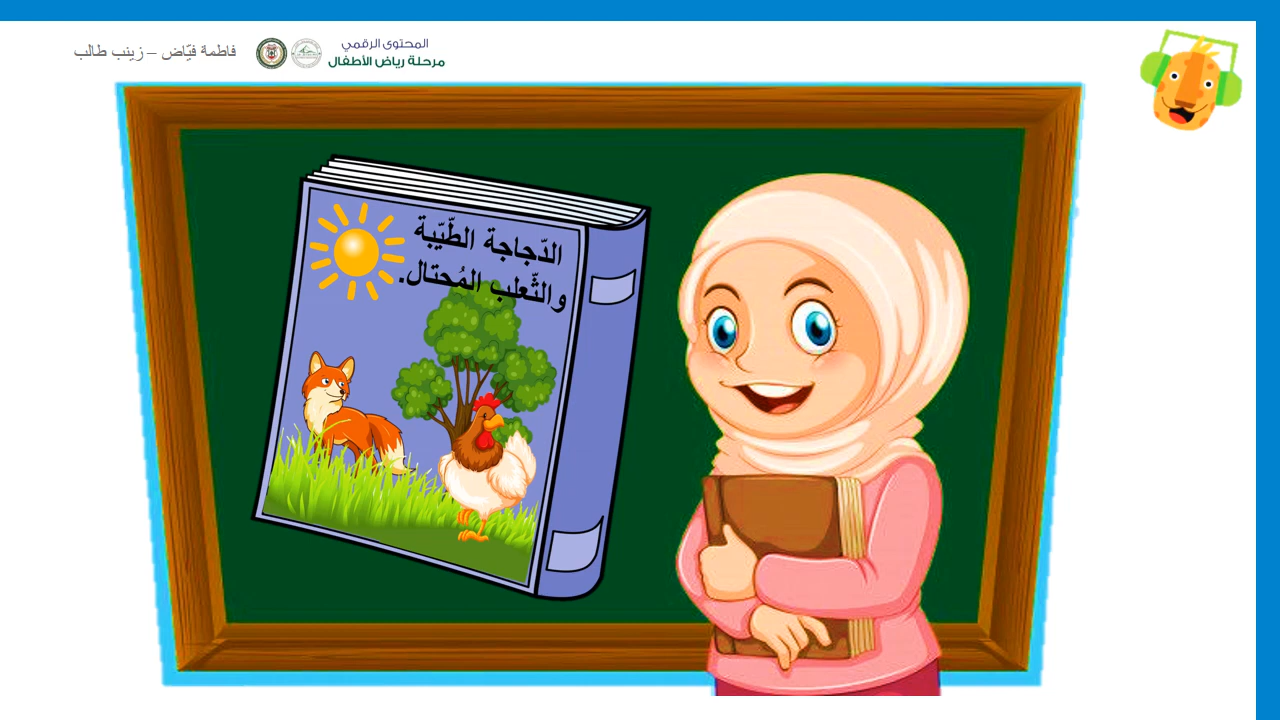 المحتوى الرقمي
مرحلة رياض الأطفال
فاطمة فيّاض – زينب طالب
الدّجاجة الطّيّبة
والثّعلب المُحتال.